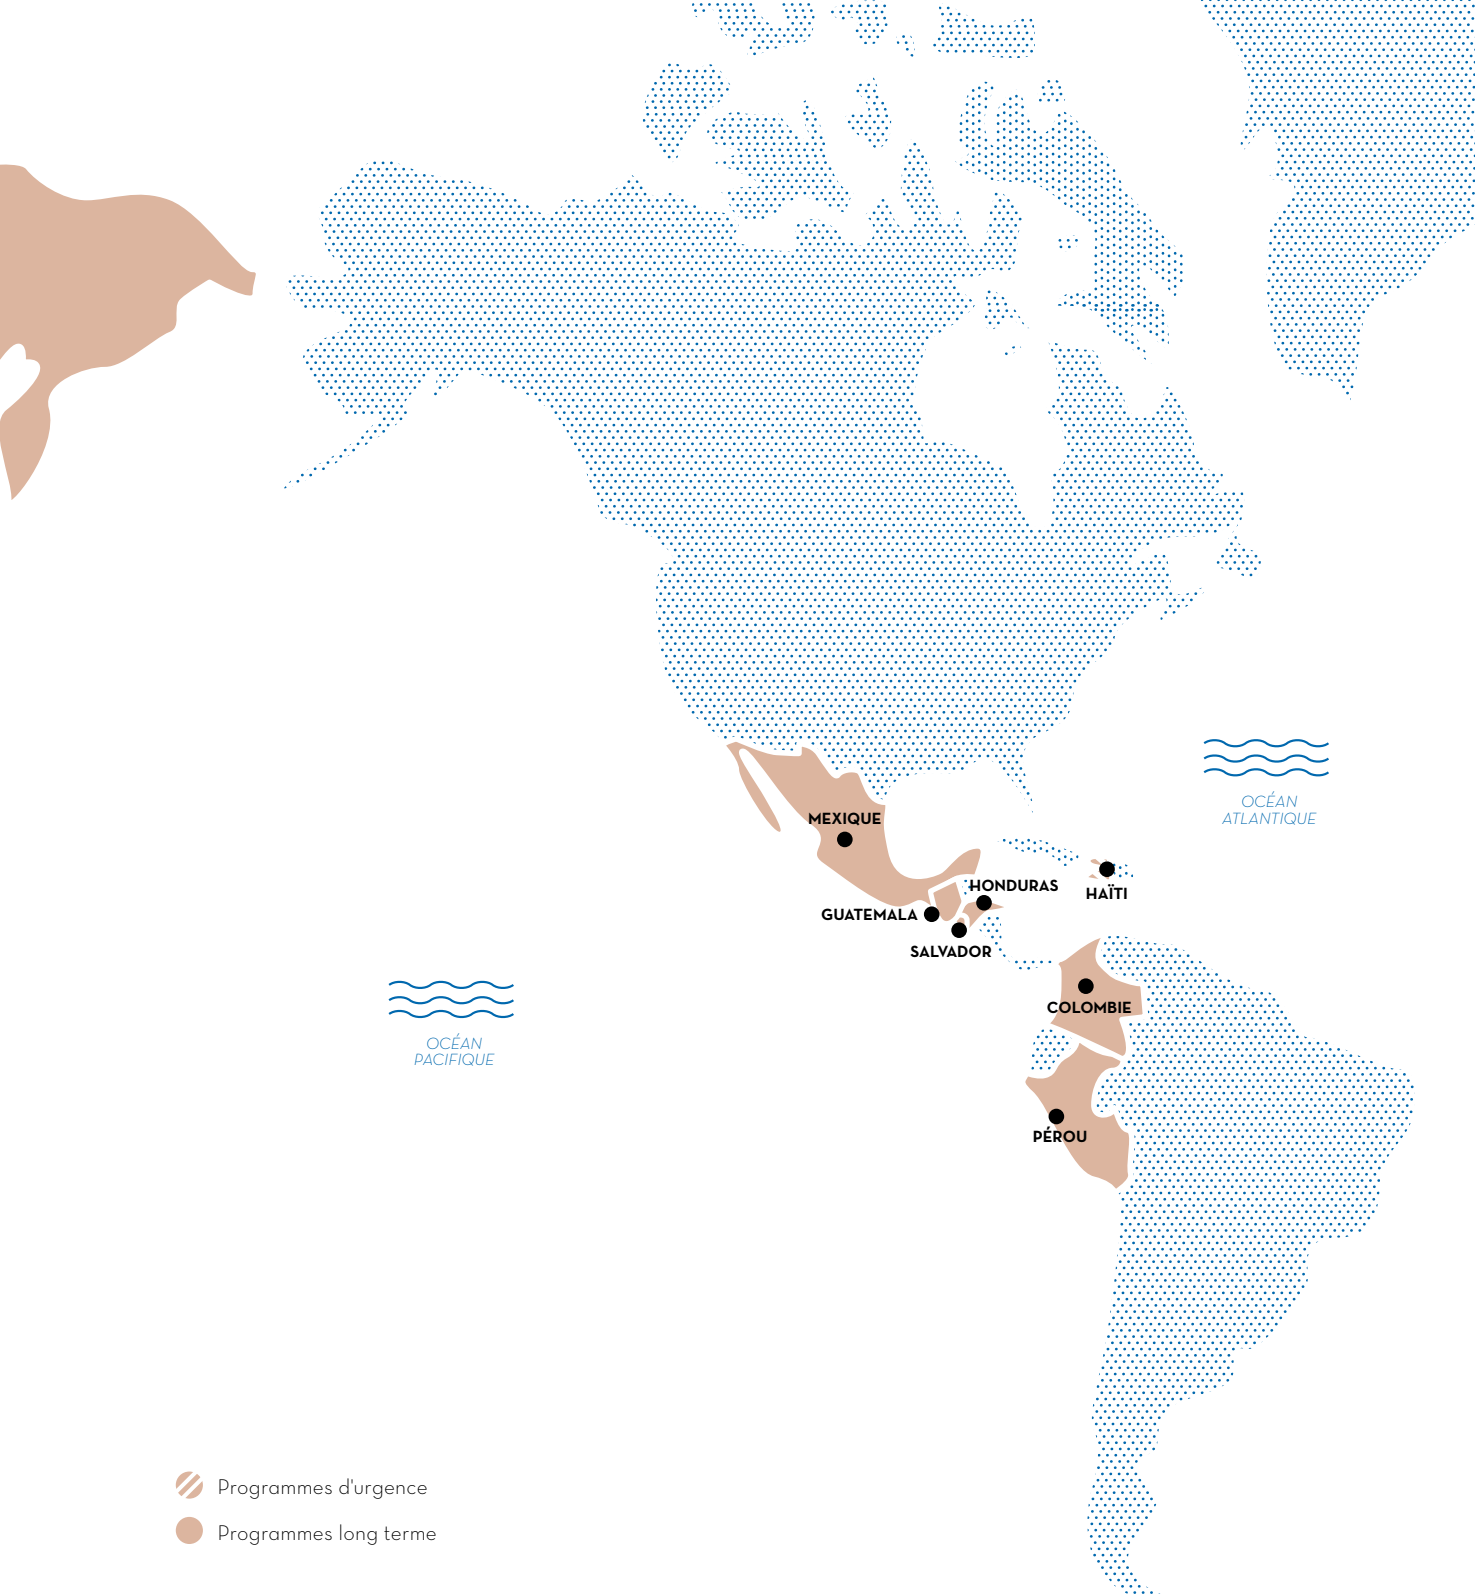 OCÉAN
ATLANTIQUE
MEXIQUE
HONDURAS
HAÏTI
GUATEMALA
SALVADOR
COLOMBIE
OCÉAN
PACIFIQUE
PÉROU
Programmes d'urgence
Programmes long terme